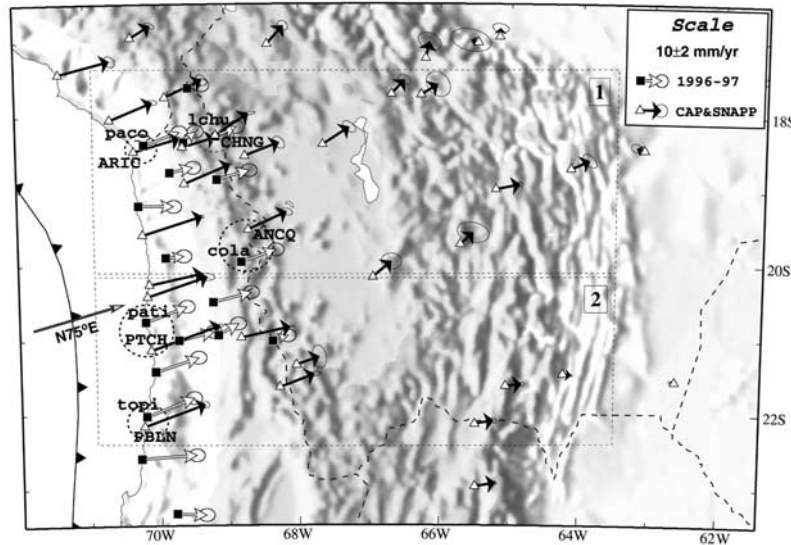 Scale
10±2 mm/yr
1996-97
CAP&SNAPP
1
18S
lchu
paco
CHNG
ARIC
ANCQ
cola
20S
2
pati
N75°E
PTCH
topi
PBLN
22S
70W
68W
66W
64W
62W